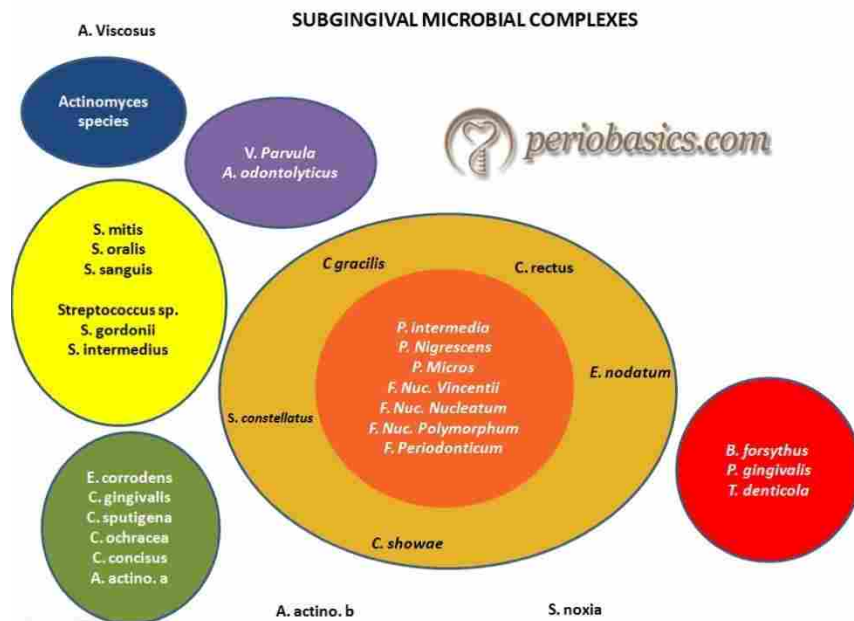 SUBGINGIVAL MICROBIAL COMPLEXES
A. Viscosus
Actinomyces
species
periobasics.com
V. Parvula
A. odontolyticus
S. mitis
S. oralis
S. sanguis
Streptococcus sp.
S. gordonii
S. intermedius
C gracilis
C. rectus
P. Intermedia
P. Nigrescens
P. Micros
F. Nuc. Vincentii
F. Nuc. Nucleatum
F. Nuc. Polymorphum
F. Periodonticum
E. nodatum
S. constellatus
C. showae
B. forsythus
P. gingivalis
T. denticola
E. corrodens
C. gingivalis
C. sputigena
C. ochracea
C. concisus
A. actino. a
A. actino. b
S. noxia